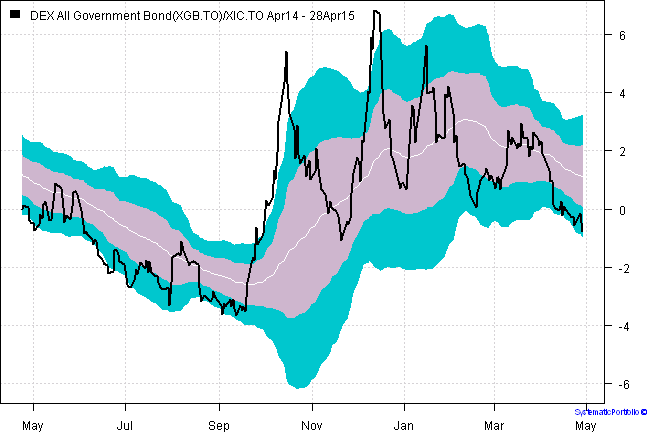 DEX All Government Bond(XGB.TO)/XIC.TO Apr14 - 28Apr15
6
4
2
0
-2
-4
-6
SystematicPortfolio ©
May Jul Sep Nov Jan Mar May